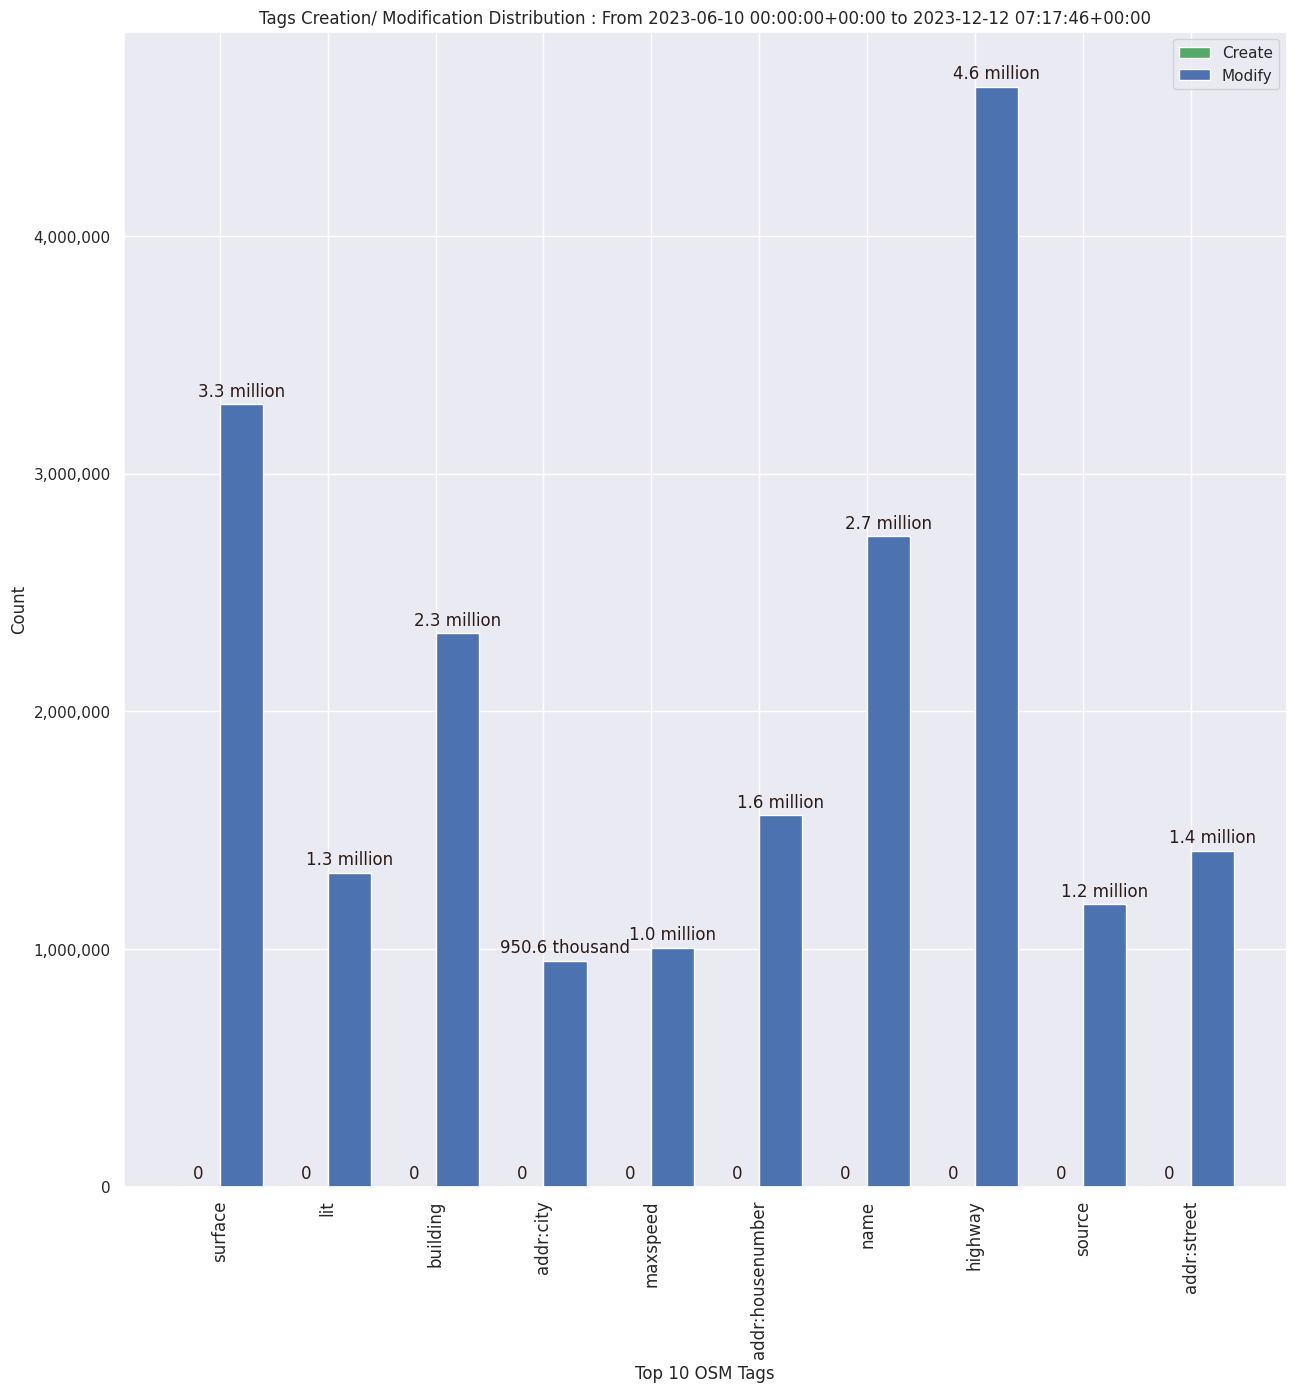 Tags Creation/ Modification Distribution : From 2023-06-10 00:00:00+00:00 to 2023-12-12 07:17:46+00:00
Create
Modify
4.6 million
4,000,000
3.3 million
3,000,000
2.7 million
2.3 million
Count
2,000,000
1.6 million
1.4 million
1.3 million
1.2 million
1.0 million
950.6 thousand
1,000,000
0 0 0 0 0 0 0 0 0 0
0
surface
lit
building
addr:city
maxspeed
addr:housenumber
name
highway
source
addr:street
Top 10 OSM Tags